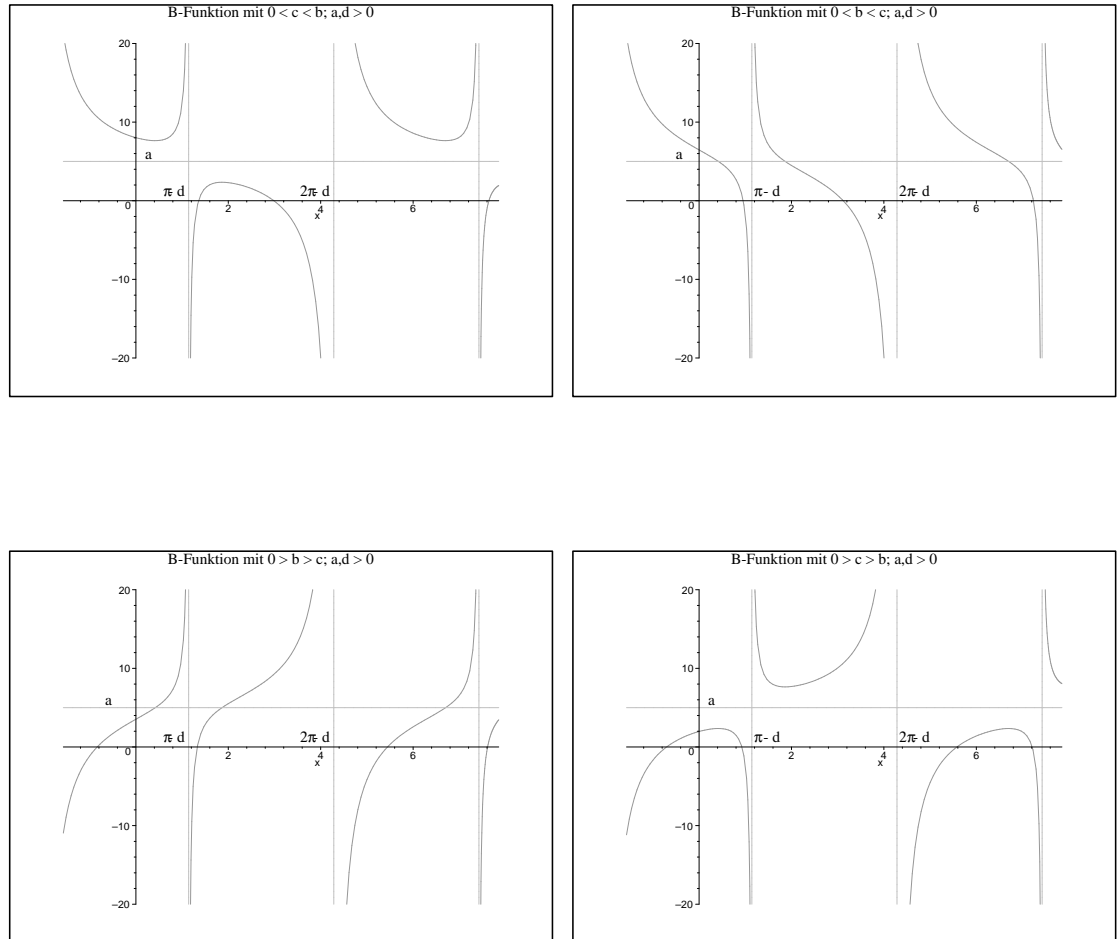 B-Funktion mit 0 < c < b; a,d > 0
20
10
a
π- d
2π- d
0
2
4
6
x
–10
–20
B-Funktion mit 0 < b < c; a,d > 0
20
10
a
π - d
2π- d
0
2
4
6
x
–10
–20
B-Funktion mit 0 > b > c; a,d > 0
20
10
a
π- d
2π- d
0
2
4
6
x
–10
–20
B-Funktion mit 0 > c > b; a,d > 0
20
10
a
π - d
2π- d
0
2
4
6
x
–10
–20